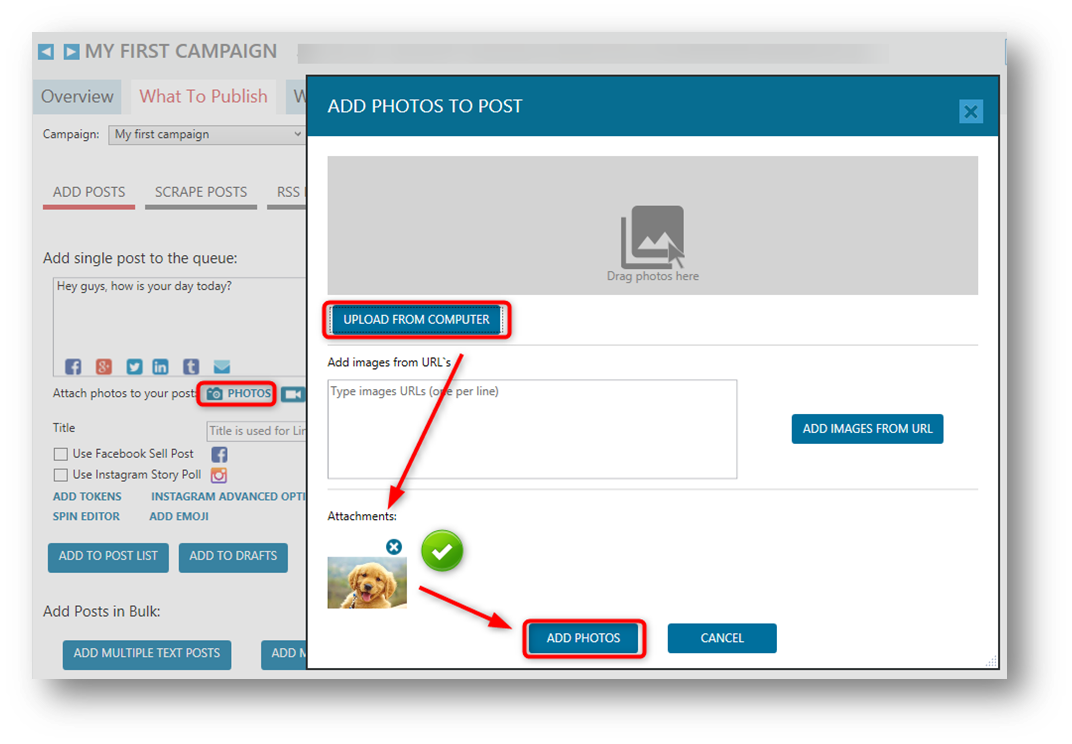 MY FIRST CAMPAIGN
Overview
What To Publish
W
Campaign:
My first campaign
ADD POSTS
SCRAPE POSTS
RSS
Add single post to the queue:
Hey guys, how is your day today?
Attach photos to your post:
PHOTOS
Title
Title is used for Lin
Use Facebook Sell Post
Use Instagram Story Poll
ADD TOKENS
INSTAGRAM ADVANCED OPTI
SPIN EDITOR
ADD EMOJI
ADD TO POST LIST
ADD TO DRAFTS
Add Posts in Bulk:
ADD MULTIPLE TEXT POSTS
ADD M
ADD PHOTOS TO POST
Drag photos here
UPLOAD FROM COMPUTER
Add images from URL`s
Type images URLs (one per line)
ADD IMAGES FROM URL
Attachments:
ADD PHOTOS
CANCEL